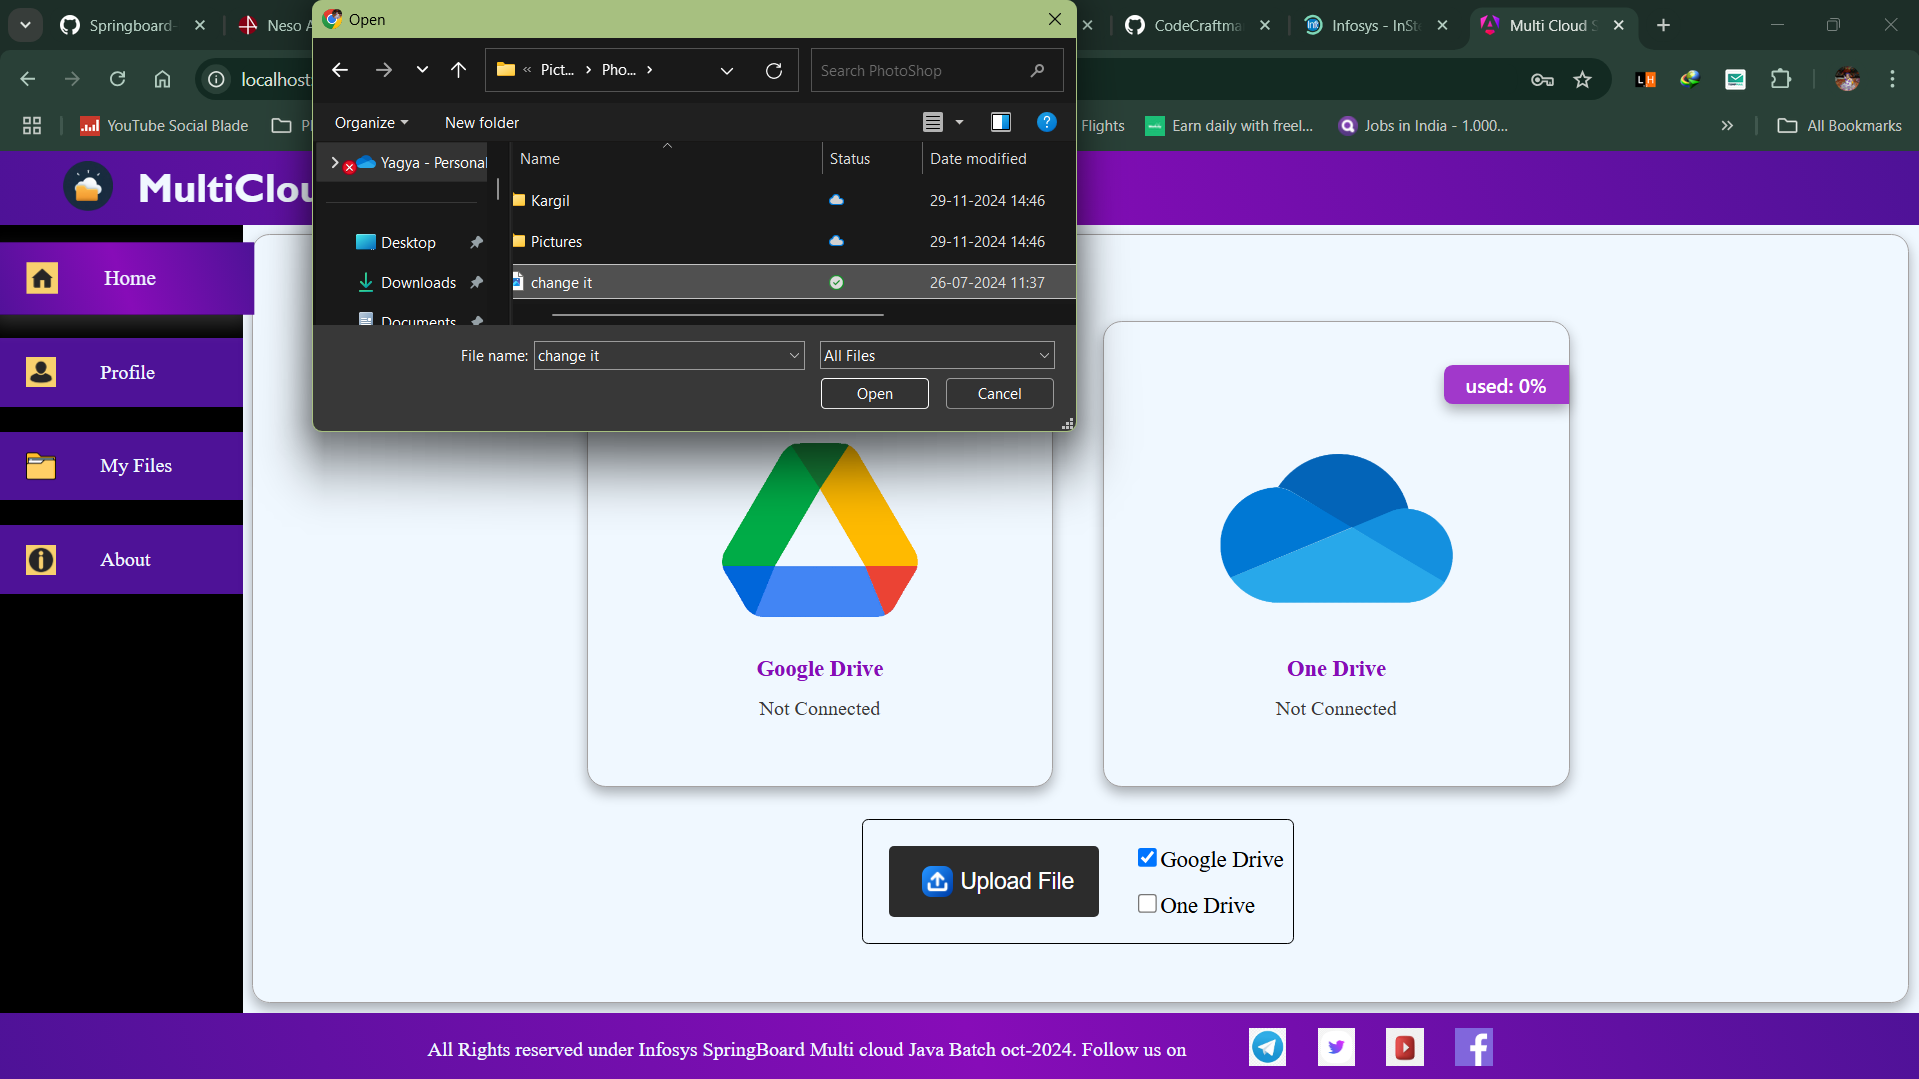 Springboard-
Neso A
CodeCraftma
Infosys - InSte
Multi Cloud S
localhost
YouTube Social Blade
Flights
Earn daily with freel...
Jobs in India - 1.000...
All Bookmarks
Open
Pict...
Pho...
Search PhotoShop
Organize
New folder
Yagya - Personal
Desktop
Downloads
Documents
Name
Status
Date modified
Kargil
29-11-2024 14:46
Pictures
29-11-2024 14:46
change it
26-07-2024 11:37
File name:
change it
All Files
Open
Cancel
MultiClou
Home
Profile
My Files
About
used: 0%
Google Drive
Not Connected
One Drive
Not Connected
Upload File
Google Drive
One Drive
All Rights reserved under Infosys SpringBoard Multi cloud Java Batch oct-2024. Follow us on